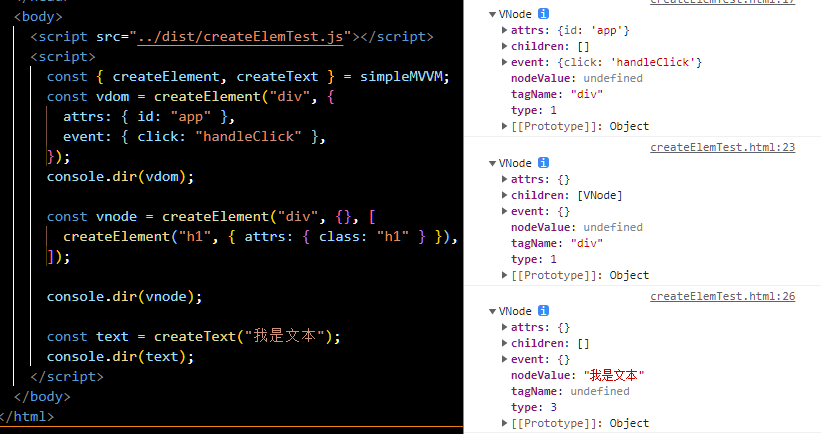 <body>
<script src="../dist/createElemTest.js"></script>
<script>
const { createElement, createText } = simpleMVVM;
const vdom = createElement("div", {
attrs: { id: "app" },
event: { click: "handleClick" },
});
console.dir(vdom);
const vnode = createElement("div", {}, [
createElement("h1", { attrs: { class: "h1" } }),
]);
console.dir(vnode);
const text = createText("我是文本");
console.dir(text);
</script>
</body>
</html>
createElemTest.html:17
VNode i
attrs: {id: 'app'}
children: []
event: {click: 'handleClick'}
nodeValue: undefined
tagName: "div"
type: 1
[[Prototype]]: Object
createElemTest.html:23
VNode i
attrs: {}
children: [VNode]
event: {}
nodeValue: undefined
tagName: "div"
type: 1
[[Prototype]]: Object
createElemTest.html:26
VNode i
attrs: {}
children: []
event: {}
nodeValue: "我是文本"
tagName: undefined
type: 3
[[Prototype]]: Object